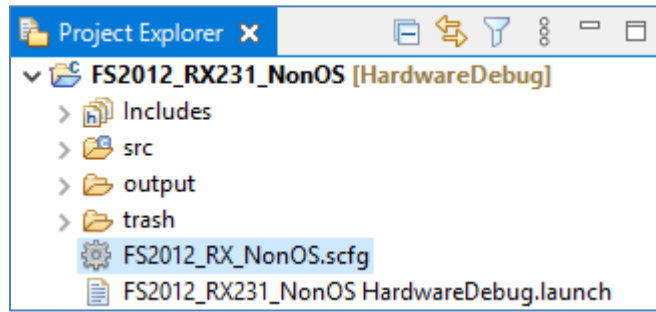 Project Explorer
FS2012_RX231_NonOS [HardwareDebug]
Includes
src
output
trash
FS2012_RX_NonOS.scfg
FS2012_RX231_NonOS HardwareDebug.launch